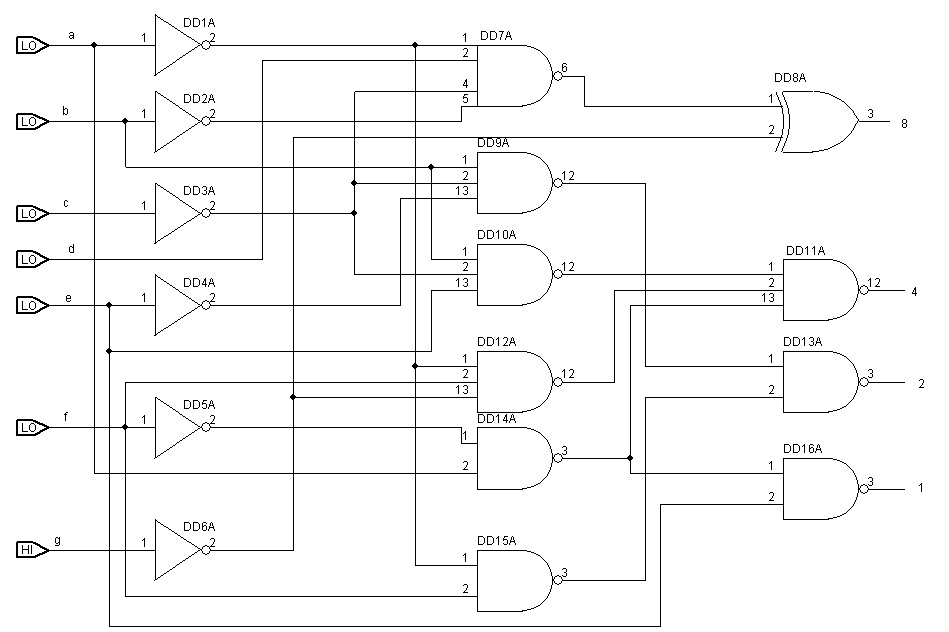 DD1A
LO a 1 2 1 DD7A
2
4
5
6
DD8A
1
2
3
8
DD2A
LO b 1 2
DD9A
1
2
13
12
DD3A
LO c 1 2
DD10A
1
2
13
12
DD11A
1
2
13
12
4
LO d
DD4A
LO e 1 2
DD12A
1
2
13
12
DD13A
1
2
3
2
DD5A
LO f 1 2
DD14A
1
2
3
DD16A
1
2
3
1
DD6A
HI g 1 2
DD15A
1
2
3